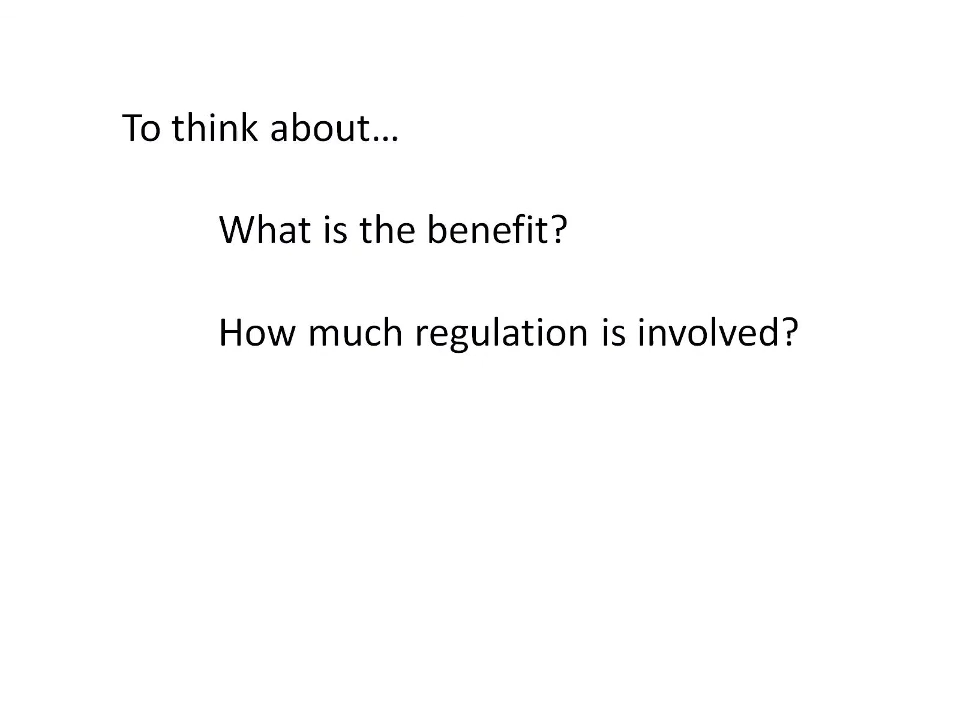 To think about…
What is the benefit?
How much regulation is involved?